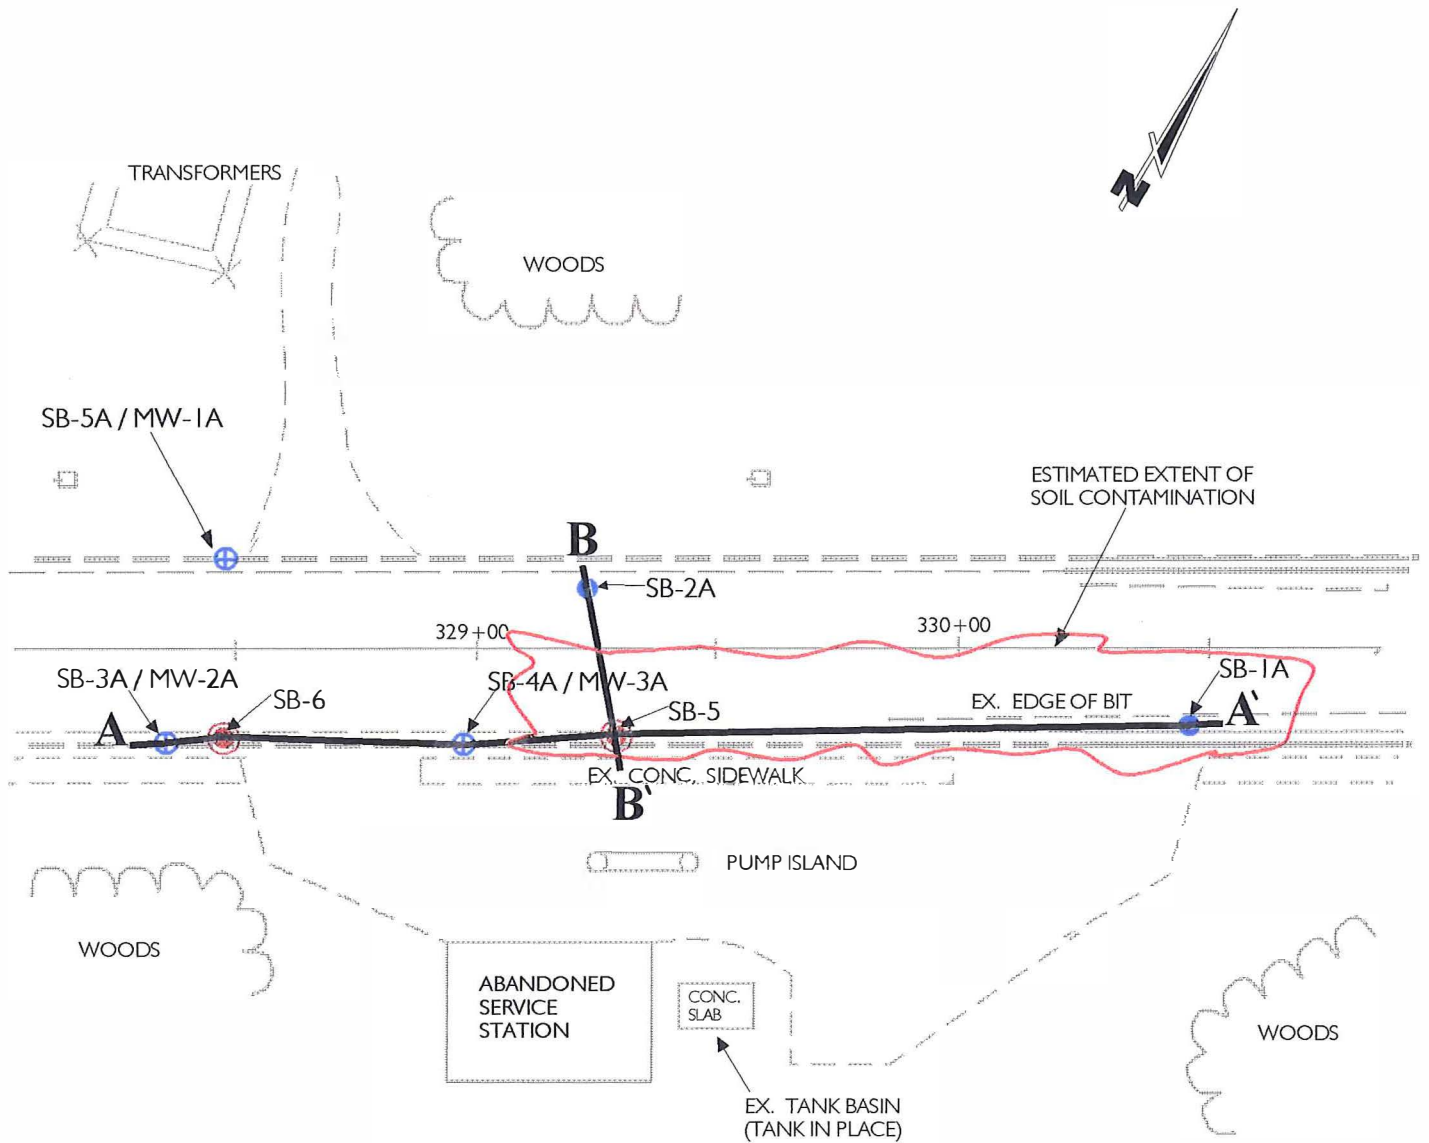 N
TRANSFORMERS
WOODS
SB-5A / MW-1A
ESTIMATED EXTENT OF
SOIL CONTAMINATION
B
SB-2A
329+00
330+00
SB-3A / MW-2A
SB-4A / MW-3A
SB-1A
SB-6
SB-5
EX. EDGE OF BIT
A
A`
EX. CONC. SIDEWALK
B`
PUMP ISLAND
WOODS
ABANDONED
SERVICE
STATION
CONC.
SLAB
WOODS
EX. TANK BASIN
(TANK IN PLACE)